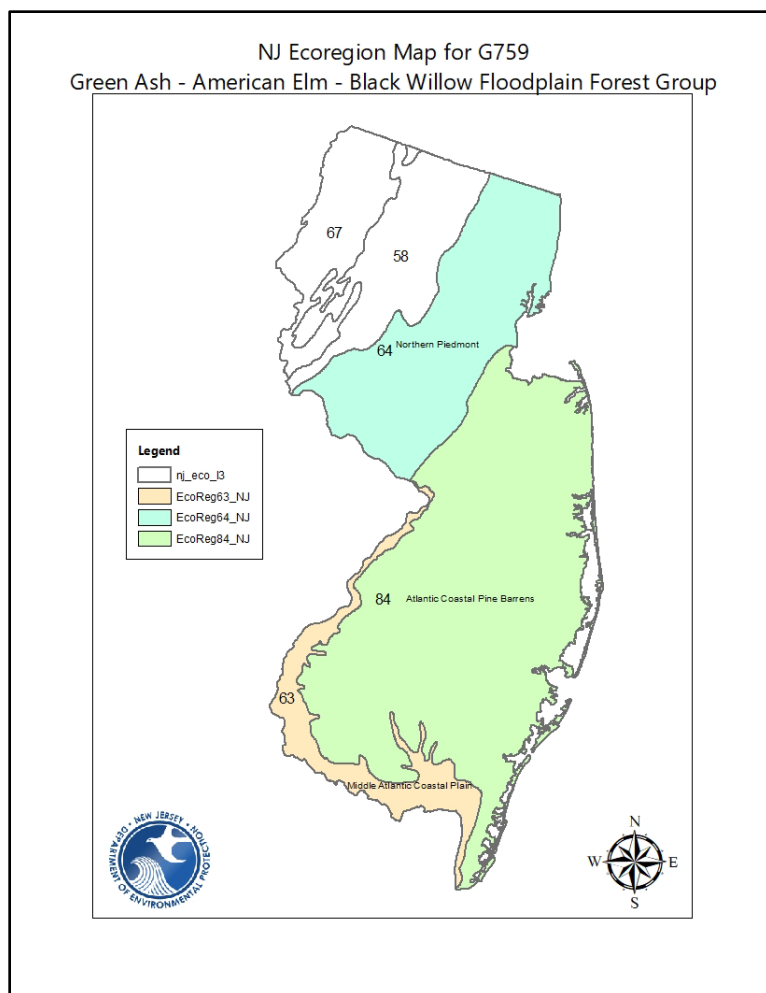 NJ Ecoregion Map for G759
Green Ash - American Elm - Black Willow Floodplain Forest Group
67
58
64 Northern Piedmont
Legend
nj_eco_l3
EcoReg63_NJ
EcoReg64_NJ
EcoReg84_NJ
84 Atlantic Coastal Pine Barrens
63
Middle Atlantic Coastal Plain
NEW JERSEY
DEPARTMENT OF ENVIRONMENTAL PROTECTION
N
W E
S